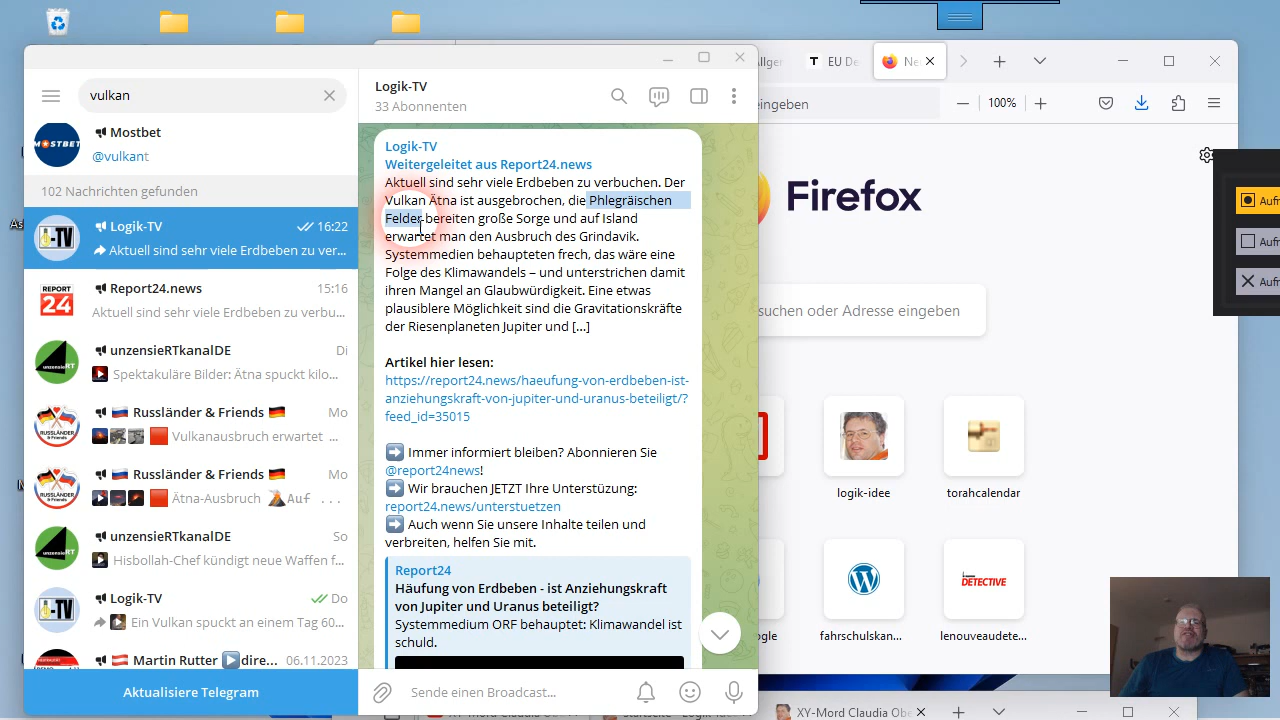 vulkan
Mostbet
@vulkant
102 Nachrichten gefunden
Logik-TV
16:22
Aktuell sind sehr viele Erdbeben zu ver...
Report24.news
15:16
Aktuell sind sehr viele Erdbeben zu verbu...
unzensieRTkanalDE
Di
Spektakuläre Bilder: Ätna spuckt kilo...
Russländer & Friends
Mo
Vulkanausbruch erwartet ...
Russländer & Friends
Mo
Ätna-Ausbruch Auf ...
unzensieRTkanalDE
So
Hisbollah-Chef kündigt neue Waffen f...
Logik-TV
Do
Ein Vulkan spuckt an einem Tag 60...
Martin Rutter dire...
06.11.2023
Aktualisiere Telegram
Logik-TV
33 Abonnenten
Logik-TV
Weitergeleitet aus Report24.news
Aktuell sind sehr viele Erdbeben zu verbuchen. Der
Vulkan Ätna ist ausgebrochen, die Phlegräischen
Felder bereiten große Sorgen und auf Island
erwartet man den Ausbruch des Grindavik.
Systemmedien behaupteten frech, das wäre eine
Folge des Klimawandels – und unterstrichen damit
ihren Mangel an Glaubwürdigkeit. Eine etwas
plausiblere Möglichkeit sind die Gravitationskräfte
der Riesenplaneten Jupiter und [...]
Artikel hier lesen:
https://report24.news/haeufung-von-erdbeben-ist-
anziehungskraft-von-jupiter-und-uranus-beteiligt/?
feed_id=35015
Immer informiert bleiben? Abonnieren Sie
@report24news!
Wir brauchen JETZT Ihre Unterstüzung:
report24.news/unterstuetzen
Auch wenn Sie unsere Inhalte teilen und
verbreiten, helfen Sie mit.
Report24
Häufung von Erdbeben - ist Anziehungskraft
von Jupiter und Uranus beteiligt?
Systemmedium ORF behauptet: Klimawandel ist
schuld.
Sende einen Broadcast...
EU De
Ne
eingeben
100%
Firefox
suchen oder Adresse eingeben
logik-idee
torahcalendar
fahrschulskan...
lenouveaudete...
DETECTIVE
Aufr
Aufr
Aufr
XY-Mord Claudia Obe